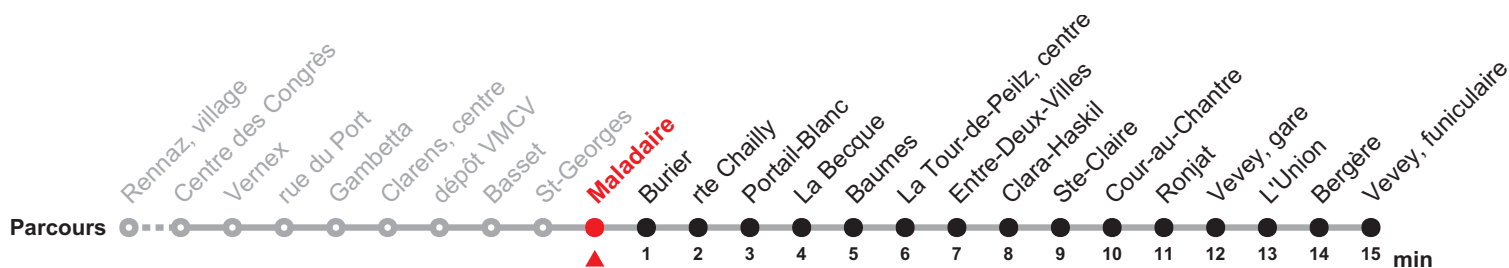 Parcours
Rennaz, village
Centre des Congrès
Vernex
rue du Port
Gambetta
Clarens, centre
dépôt VMCV
Basset
St-Georges
Maladaire
Burier
rte Chailly
Portail-Blanc
La Becque
Baumes
La Tour-de-Peilz, centre
Entre-Deux-Villes
Clara-Haskil
Ste-Claire
Cour-au-Chantre
Ronjat
Vevey, gare
L'Union
Bergère
Vevey, funiculaire
1 2 3 4 5 6 7 8 9 10 11 12 13 14 15 min